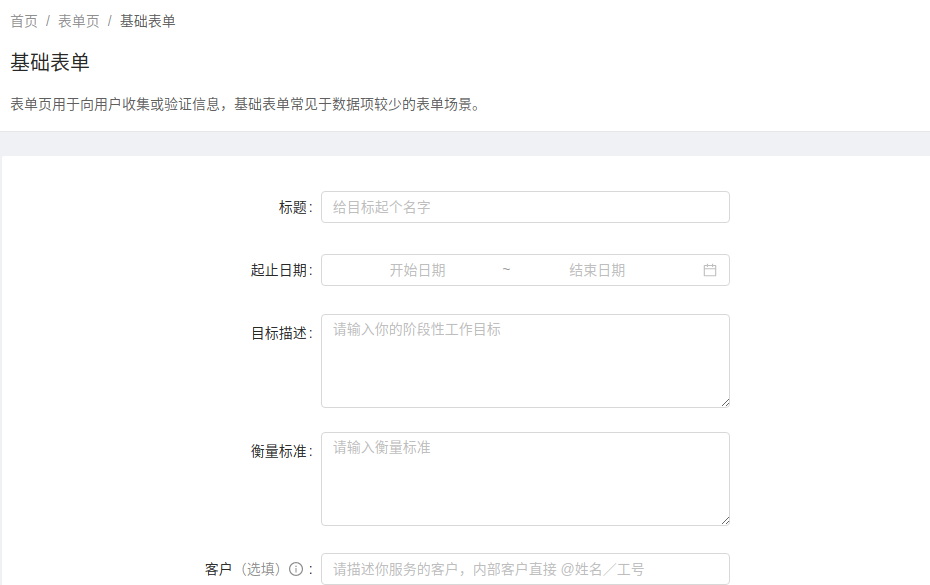 首页 / 表单页 / 基础表单
基础表单
表单页用于向用户收集或验证信息，基础表单常见于数据项较少的表单场景。
标题: 给目标起个名字
起止日期: 开始日期 ~ 结束日期
目标描述: 请输入你的阶段性工作目标
衡量标准: 请输入衡量标准
客户（选填）: 请描述你服务的客户，内部客户直接 @姓名／工号